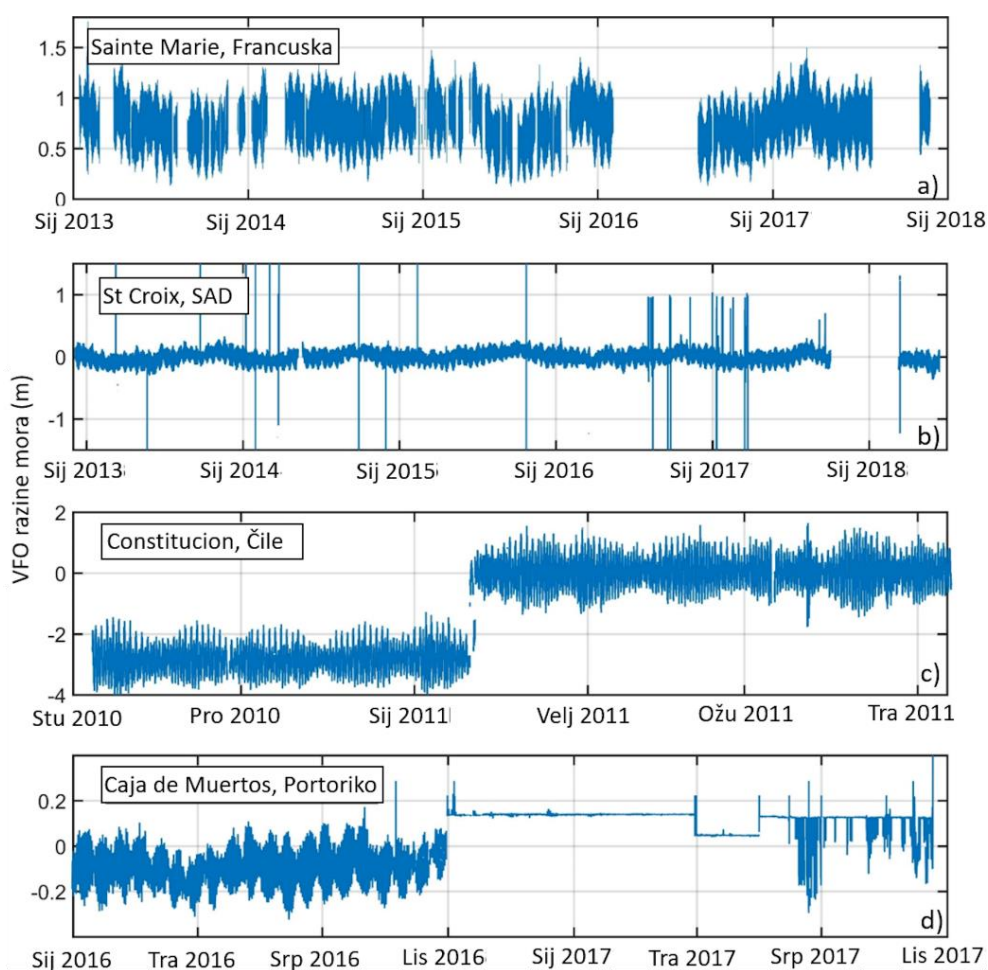 VFO razine mora (m)
Sainte Marie, Francuska
1.5
1
0.5
0
a)
Sij 2013 Sij 2014 Sij 2015 Sij 2016 Sij 2017 Sij 2018
St Croix, SAD
1
0
-1
b)
Sij 2013 Sij 2014 Sij 2015 Sij 2016 Sij 2017 Sij 2018
Constitucion, Čile
2
0
-2
-4
c)
Stu 2010 Pro 2010 Sij 2011 Velj 2011 Ožu 2011 Tra 2011
Caja de Muertos, Portoriko
0.2
0
-0.2
d)
Sij 2016 Tra 2016 Srp 2016 Lis 2016 Sij 2017 Tra 2017 Srp 2017 Lis 2017